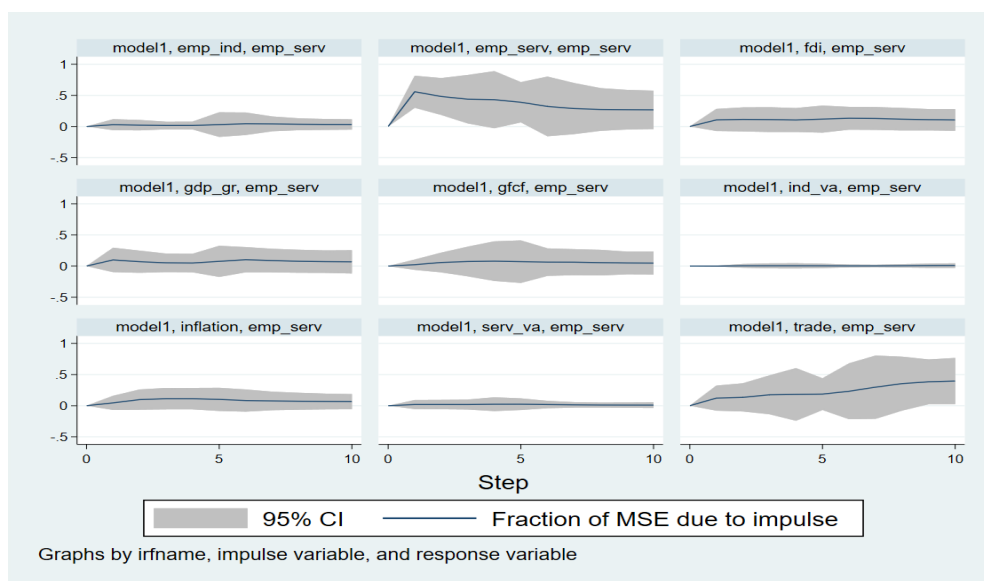 model1, emp_ind, emp_serv
model1, emp_serv, emp_serv
model1, fdi, emp_serv
1
.5
0
-.5
model1, gdp_gr, emp_serv
model1, gfcf, emp_serv
model1, ind_va, emp_serv
1
.5
0
-.5
model1, inflation, emp_serv
model1, serv_va, emp_serv
model1, trade, emp_serv
1
.5
0
-.5
0 5 10 0 5 10 0 5 10
Step
95% CI Fraction of MSE due to impulse
Graphs by irfname, impulse variable, and response variable